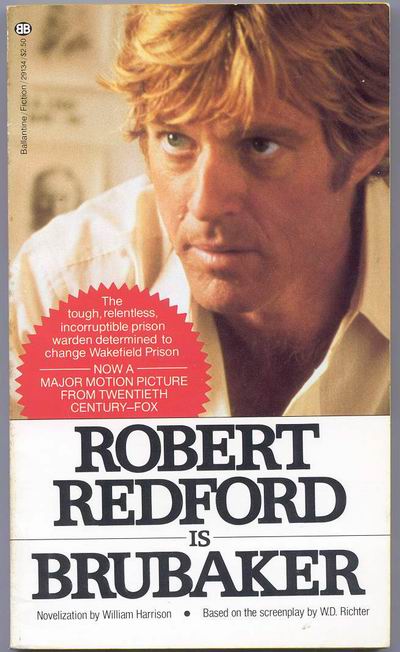 BB
Ballantine/Fiction/29134/$2.50
The
tough, relentless,
incorruptible prison
warden determined to
change Wakefield Prison
NOW A
MAJOR MOTION PICTURE
FROM TWENTIETH
CENTURY–FOX
ROBERT
REDFORD
IS
BRUBAKER
Novelization by William Harrison ● Based on the screenplay by W.D. Richter